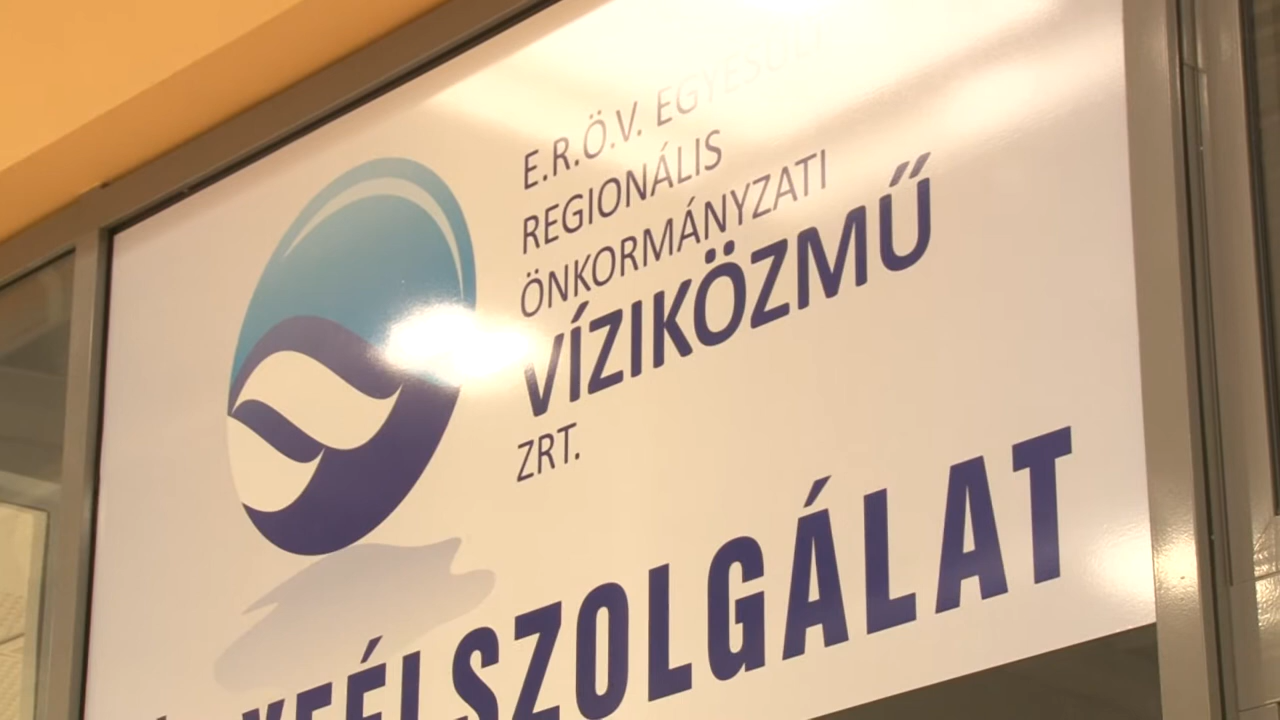 E.R.Ö.V. EGYESÜLT
REGIONÁLIS
ÖNKORMÁNYZATI
VÍZIKÖZMŰ
ZRT.
ÜGYFÉLSZOLGÁLAT